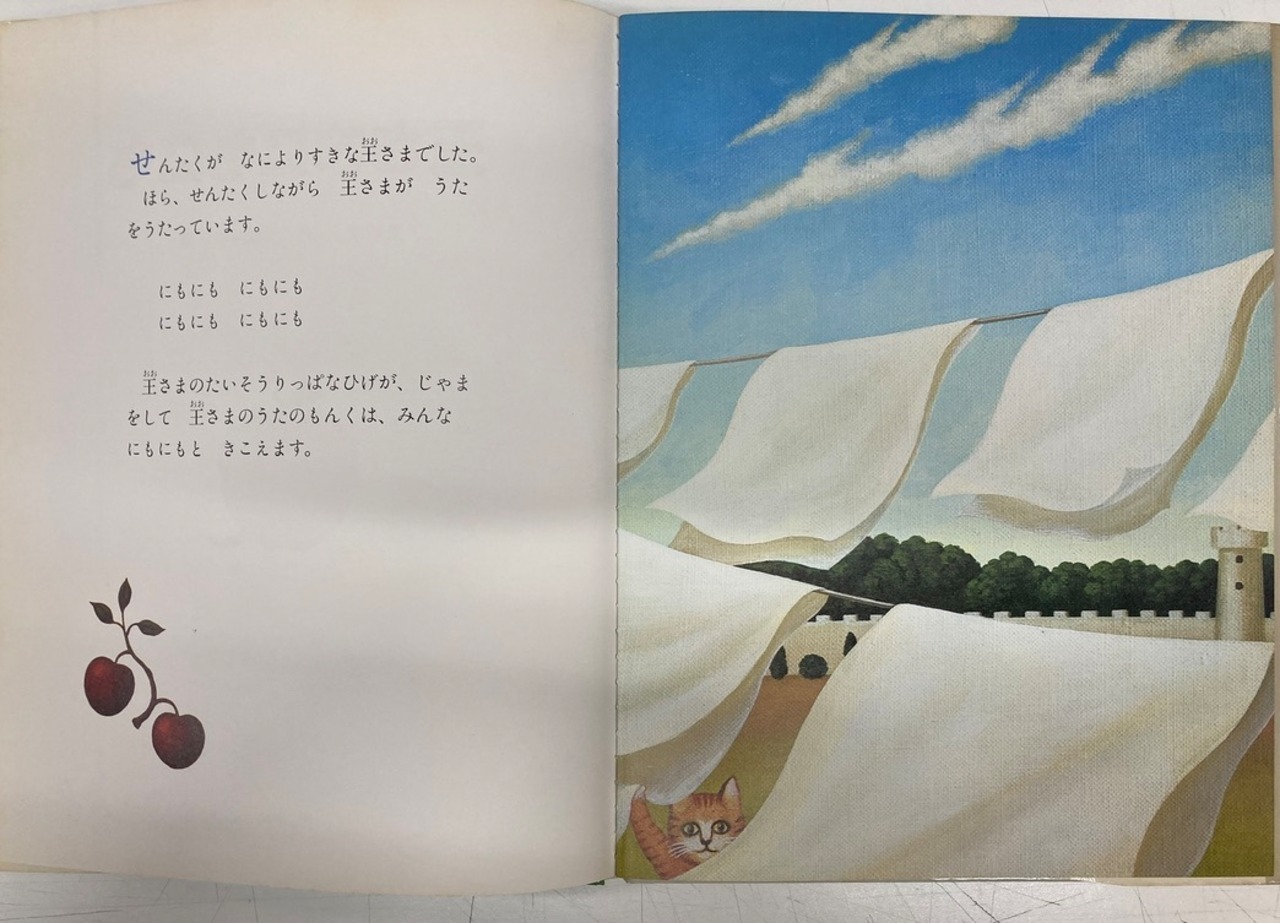 せんたくが　なによりすきな王さまでした。
ほら、せんたくしながら　王さまが　うた
をうたっています。
にもにも　にもにも
にもにも　にもにも
王さまのたいそうりっぱなひげが、じゃま
をして　王さまのうたのもんくは、みんな
にもにもと　きこえます。